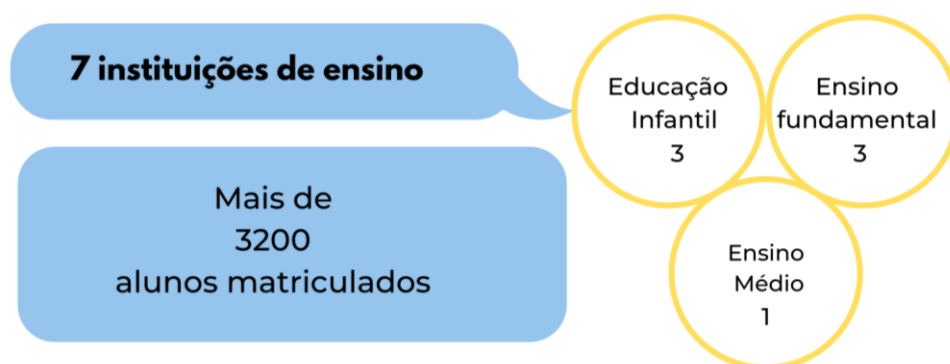 7 instituições de ensino
Educação
Infantil
3
Ensino
fundamental
3
Mais de
3200
alunos matriculados
Ensino
Médio
1